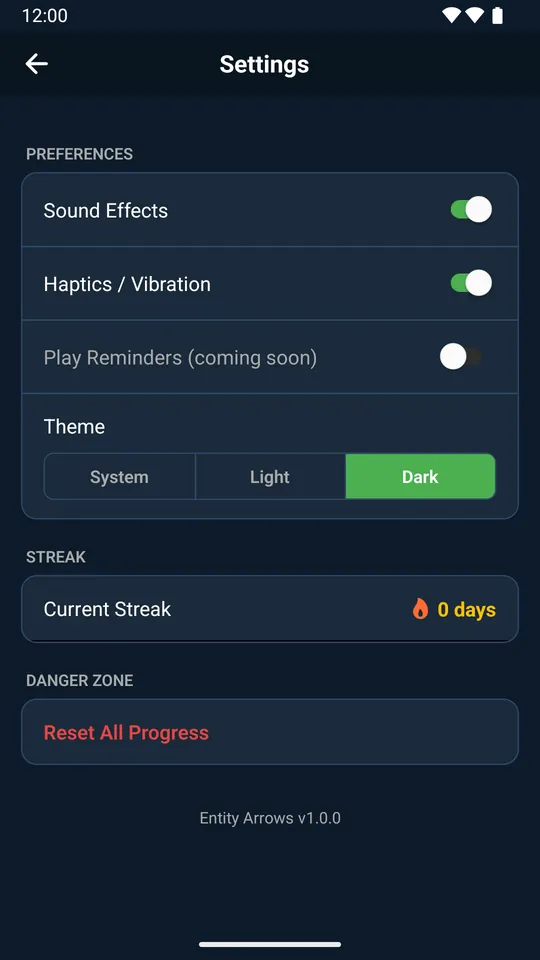 12:00
Settings
PREFERENCES
Sound Effects
Haptics / Vibration
Play Reminders (coming soon)
Theme
System Light Dark
STREAK
Current Streak 0 days
DANGER ZONE
Reset All Progress
Entity Arrows v1.0.0